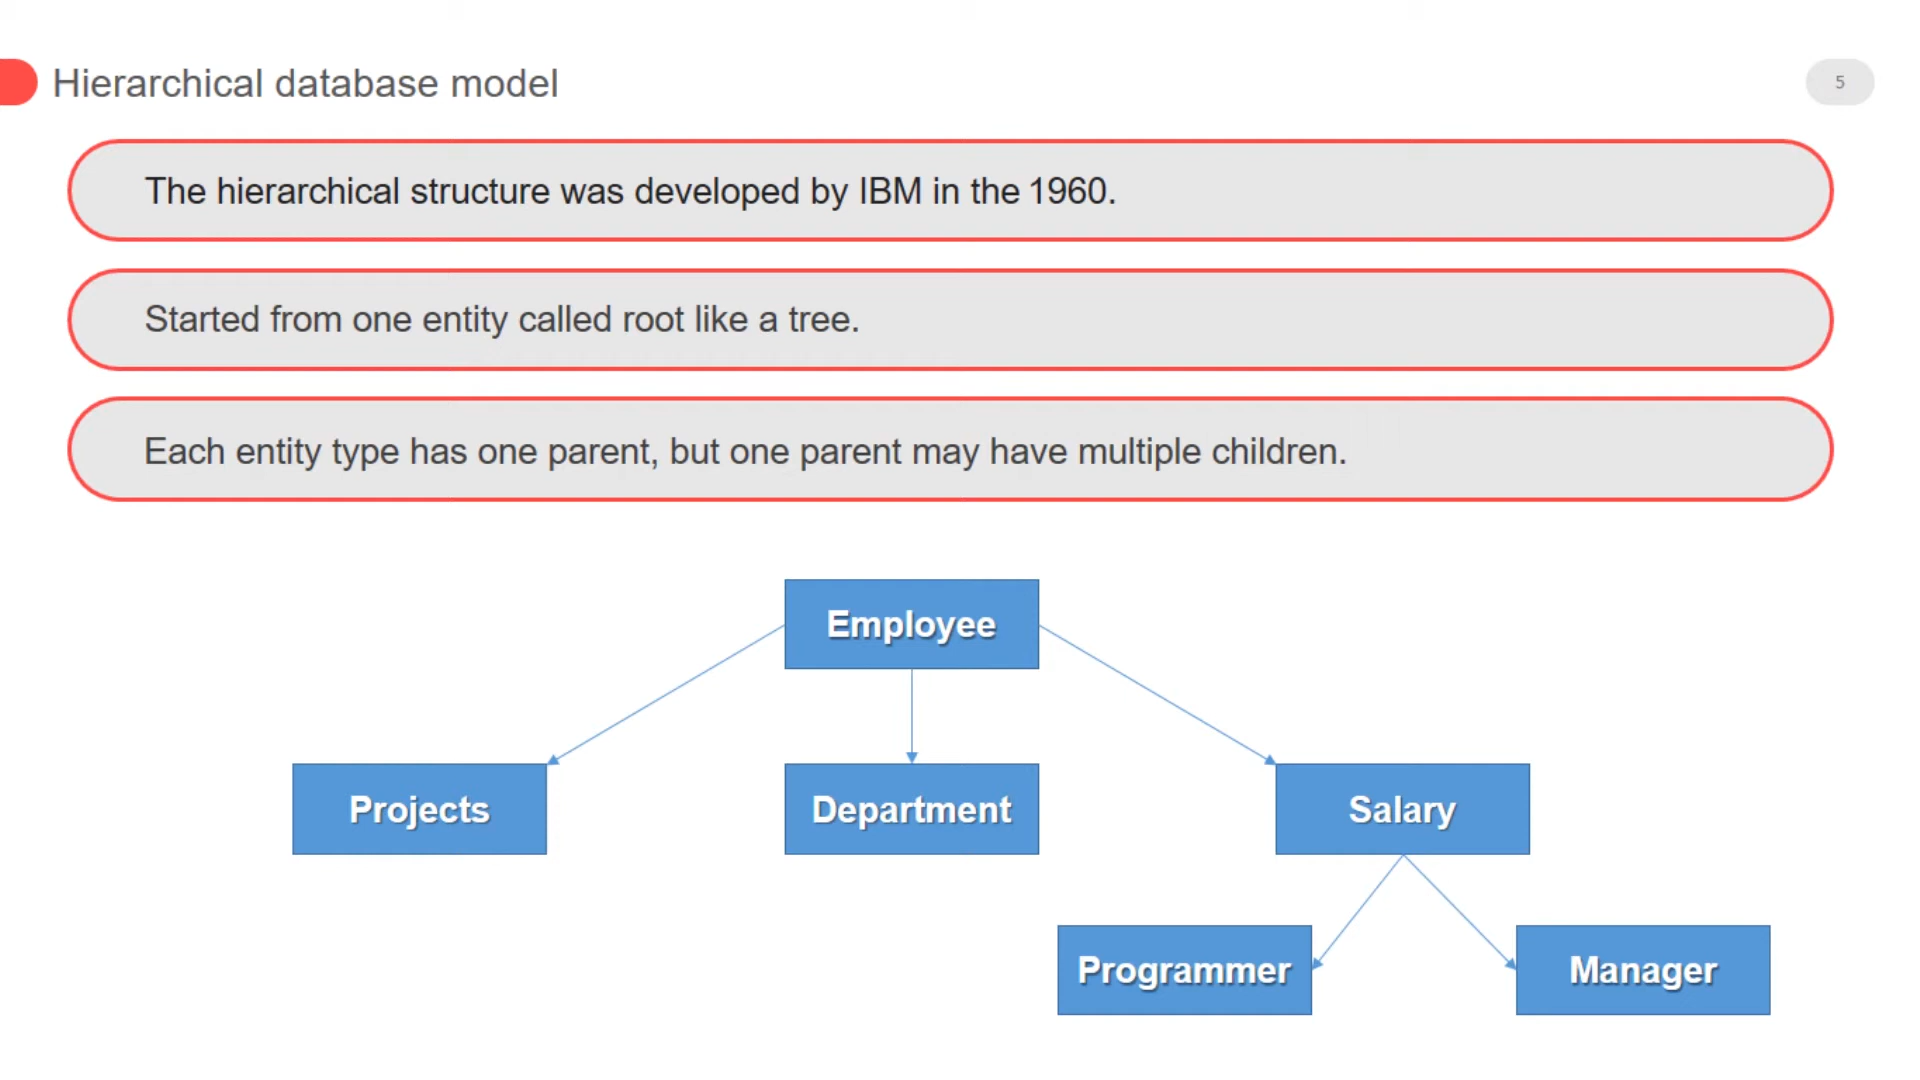 Hierarchical database model
5
The hierarchical structure was developed by IBM in the 1960.
Started from one entity called root like a tree.
Each entity type has one parent, but one parent may have multiple children.
Employee
Projects
Department
Salary
Programmer
Manager